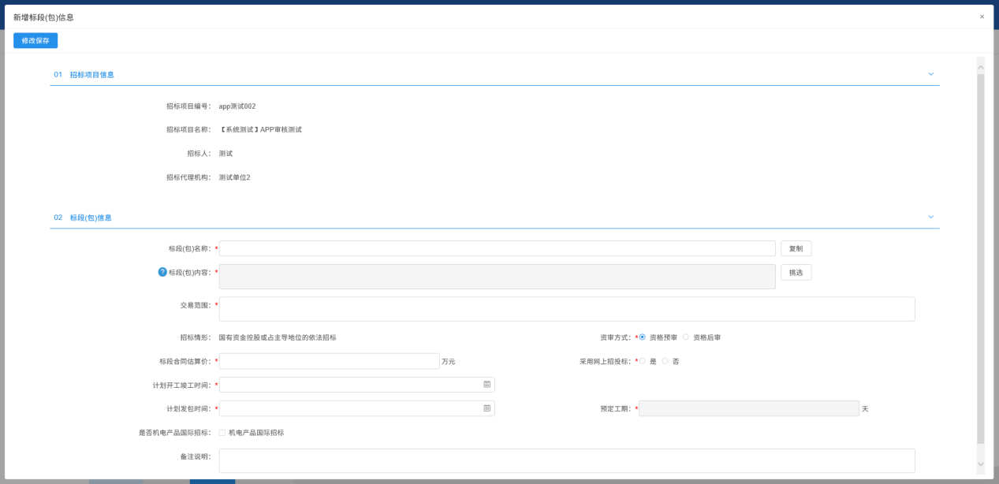 新增标段(包)信息
×
修改保存
01 招标项目信息
招标项目编号： app测试002
招标项目名称： 【系统测试】APP审核测试
招标人： 测试
招标代理机构： 测试单位2
02 标段(包)信息
标段(包)名称：* 复制
?标段(包)内容：* 挑选
交易范围：*
招标情形： 国有资金控股或占主导地位的依法招标 资审方式：* 资格预审 资格后审
标段合同估算价：* 万元 采用网上招投标：* 是 否
计划开工竣工时间：*
计划发包时间：* 预定工期：* 天
是否机电产品国际招标： 机电产品国际招标
备注说明：